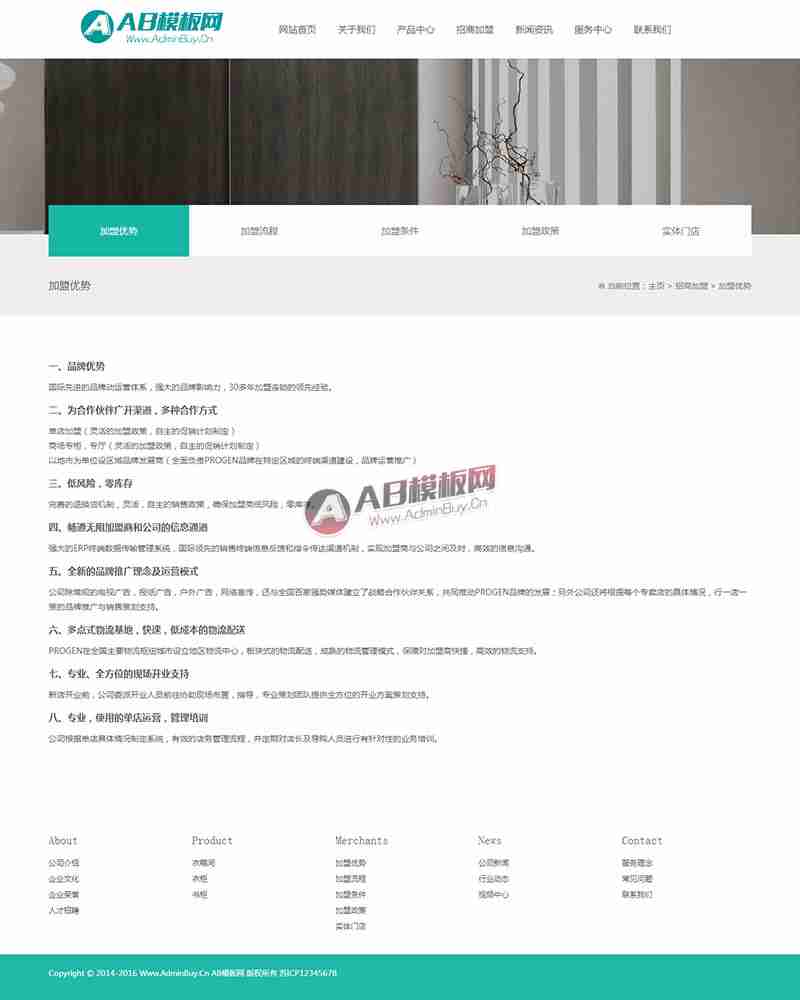 AB模板网
Www.AdminBuy.Cn
网站首页 关于我们 产品中心 招商加盟 新闻资讯 服务中心 联系我们
加盟优势 加盟流程 加盟条件 加盟政策 实体门店
加盟优势
当前位置：主页 > 招商加盟 > 加盟优势
一、品牌优势
国际先进的品牌动运营体系，强大的品牌影响力，30多年加盟连锁的领先经验。
二、为合作伙伴广开渠道，多种合作方式
单店加盟（灵活的加盟政策，自主的促销计划制定）
商场专柜，专厅（灵活的加盟政策，自主的促销计划制定）
以地市为单位设区域品牌发展商（全面负责PROGEN品牌在特定区域的终端渠道建设，品牌运营推广）
三、低风险，零库存
完善的退换货机制，灵活，自主的销售政策，确保加盟商低风险，零库存。
AB模板网
Www.AdminBuy.Cn
四、畅通无阻加盟商和公司的信息通道
强大的ERP终端数据传输管理系统，国际领先的销售终端信息反馈和指令传达渠道机制，实现加盟商与公司之间及时，高效的信息沟通。
五、全新的品牌推广理念及运营模式
公司除常规的电视广告，报纸广告，户外广告，网络宣传，还与全国百家强势媒体建立了战略合作伙伴关系，共同推动PROGEN品牌的发展；另外公司还将根据每个专卖店的具体情况，行一店一
策的品牌推广与销售策划支持。
六、多点式物流基地，快速，低成本的物流配送
PROGEN在全国主要物流枢纽城市设立地区物流中心，板块式的物流配送，成熟的物流管理模式，保障对加盟商快捷，高效的物流支持。
七、专业、全方位的现场开业支持
新店开业前，公司委派开业人员前往协助现场布置，指导，专业策划团队提供全方位的开业方案策划支持。
八、专业，使用的单店运营，管理培训
公司根据单店具体情况制定系统，有效的店务管理流程，并定期对店长及导购人员进行有针对性的业务培训。
About Product Merchants News Contact
公司介绍 衣帽间 加盟优势 公司新闻 服务理念
企业文化 衣柜 加盟流程 行业动态 常见问题
企业荣誉 书柜 加盟条件 视频中心 联系我们
人才招聘 加盟政策
实体门店
Copyright © 2014-2016 Www.AdminBuy.Cn AB模板网 版权所有 苏ICP12345678